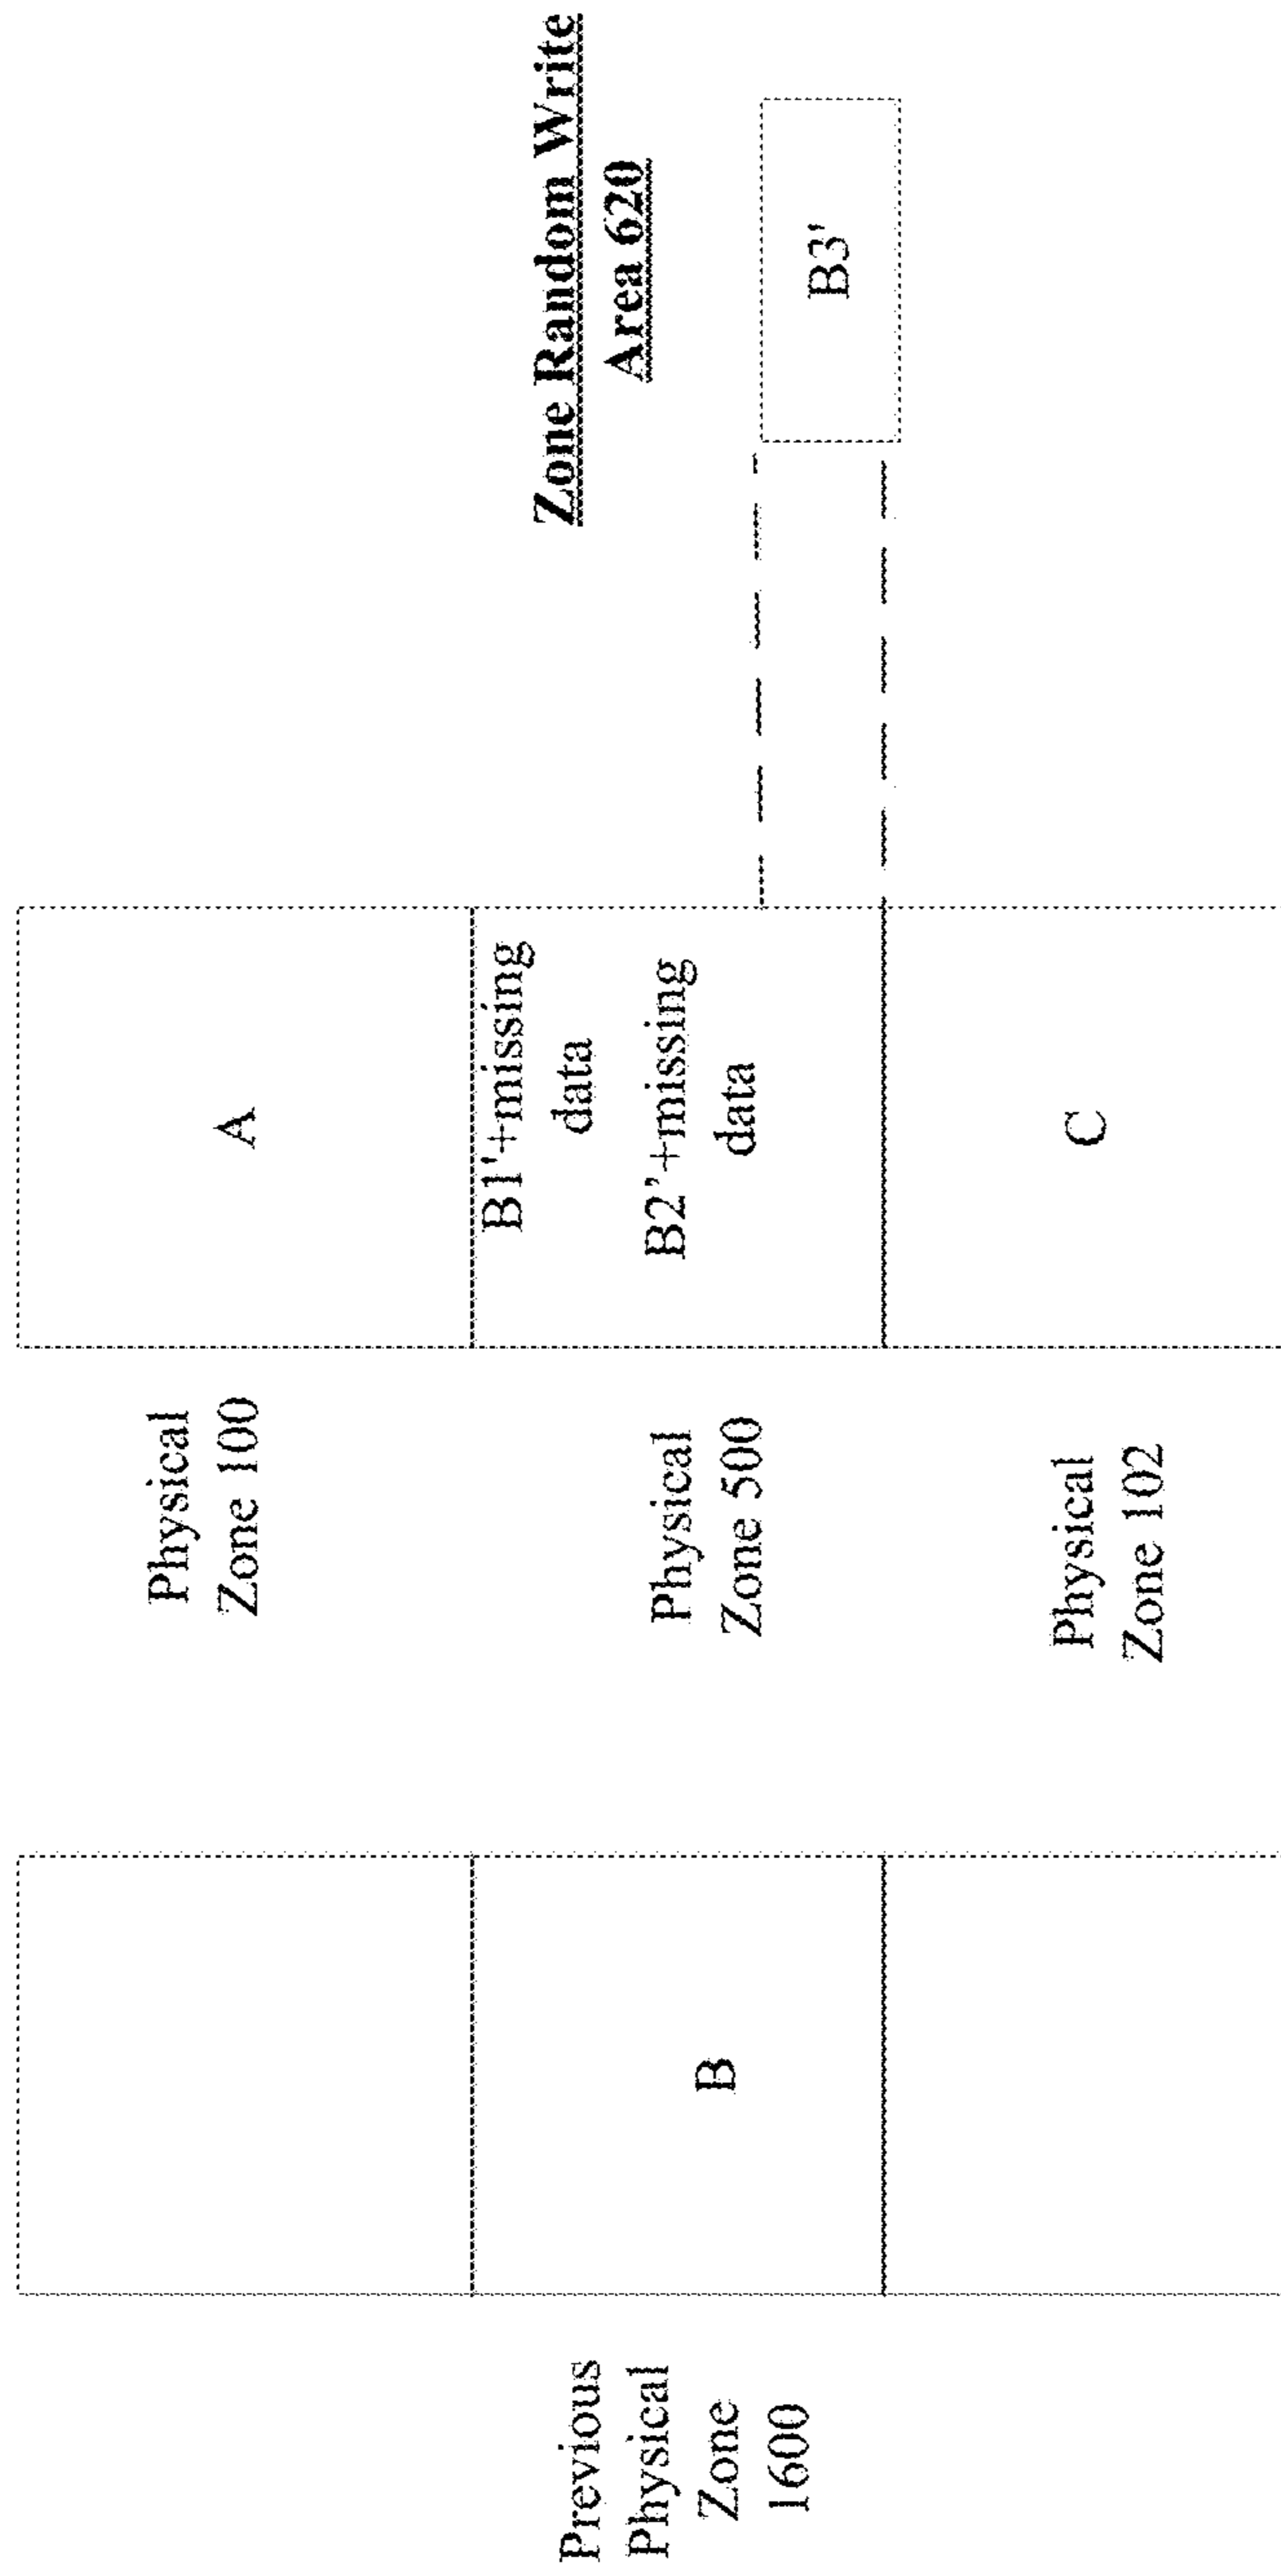 Previous
Physical
Zone
1600
B
Physical
Zone 100
Physical
Zone 500
Physical
Zone 102
A
B1'+missing
data
B2’+missing
data
C
Zone Random Write
Area 620
B3'